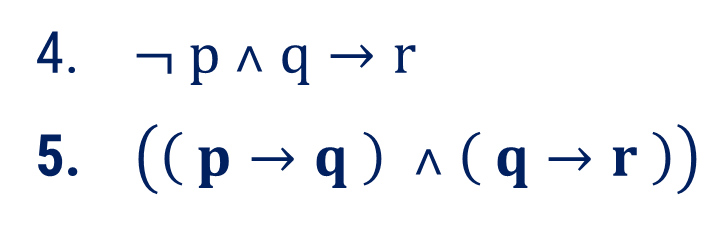 4. ¬ p ∧ q → r
5. (( p → q ) ∧ ( q → r ))